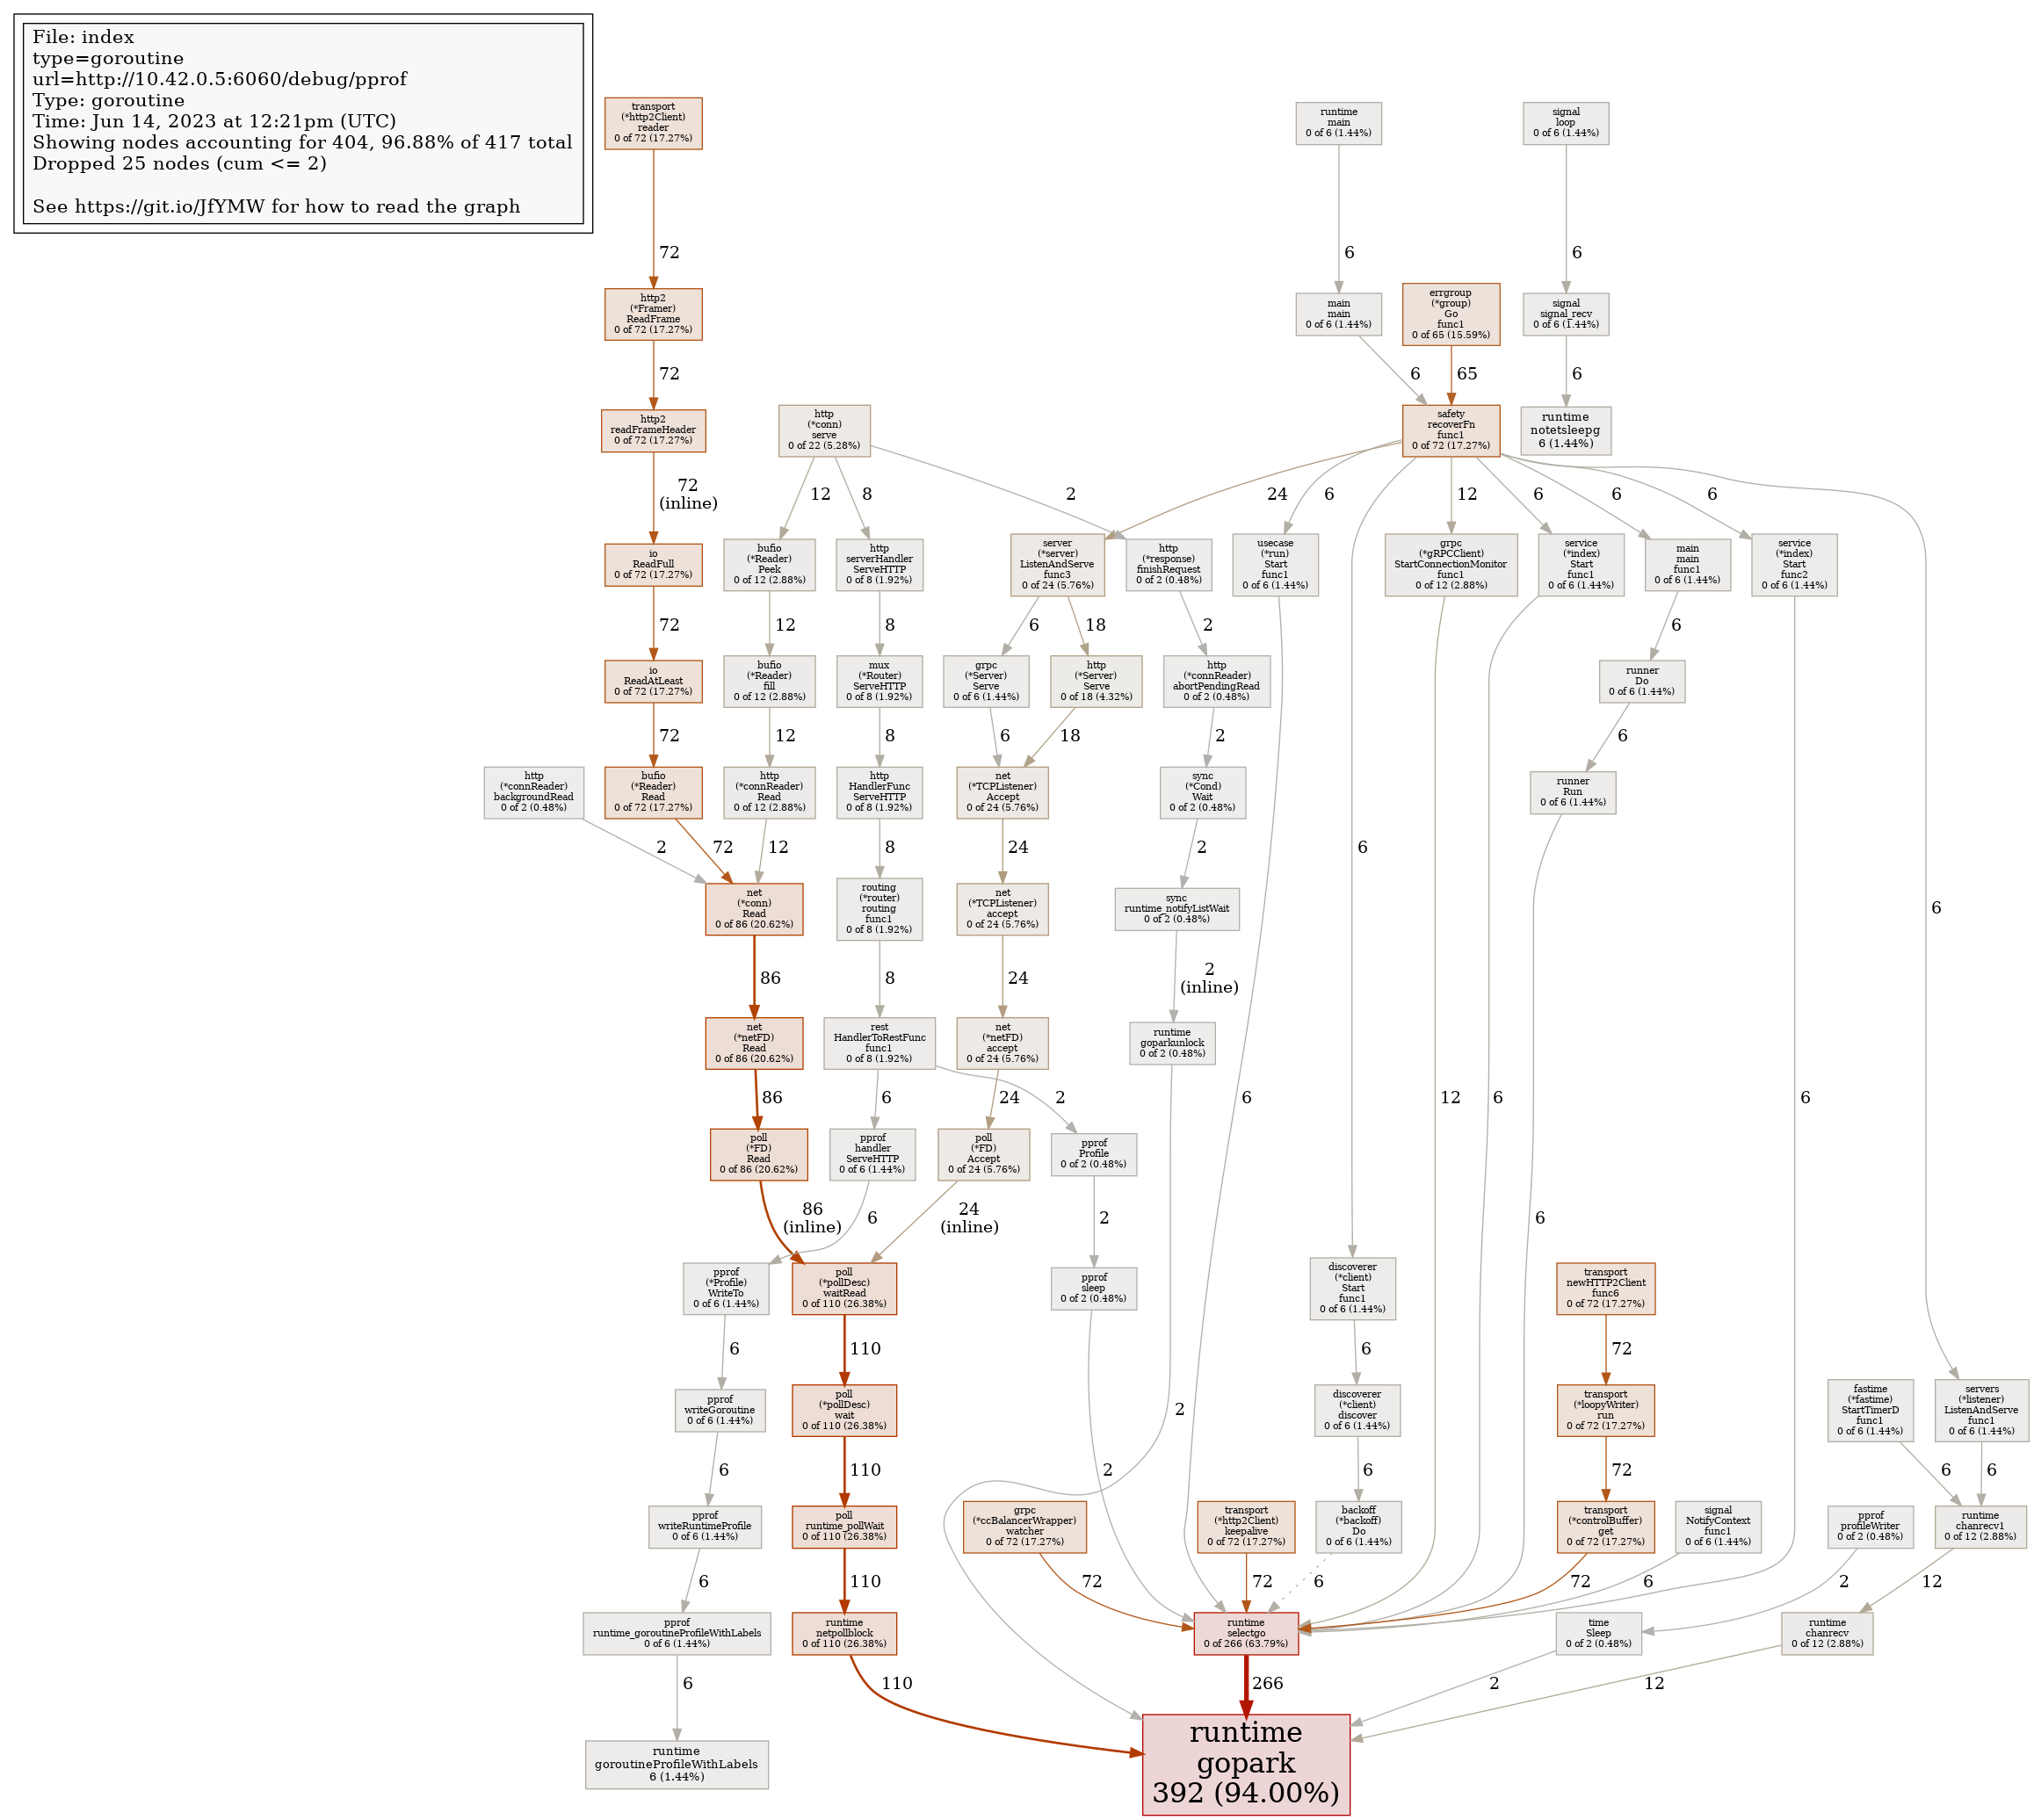 File: index
type=goroutine
url=http://10.42.0.5:6060/debug/pprof
Type: goroutine
Time: Jun 14, 2023 at 12:21pm (UTC)
Showing nodes accounting for 404, 96.88% of 417 total
Dropped 25 nodes (cum <= 2)
See https://git.io/JfYMW for how to read the graph
transport
(*http2Client)
reader
0 of 72 (17.27%)
runtime
main
0 of 6 (1.44%)
signal
loop
0 of 6 (1.44%)
72
6
6
http2
(*Framer)
ReadFrame
0 of 72 (17.27%)
main
main
0 of 6 (1.44%)
errgroup
(*group)
Go
func1
0 of 65 (15.59%)
signal
signal_recv
0 of 6 (1.44%)
72
6
65
6
http2
readFrameHeader
0 of 72 (17.27%)
http
(*conn)
serve
0 of 22 (5.28%)
safety
recoverFn
func1
0 of 72 (17.27%)
runtime
notetsleepg
6 (1.44%)
72
(inline)
12
8
2
24
6
12
6
6
6
io
ReadFull
0 of 72 (17.27%)
bufio
(*Reader)
Peek
0 of 12 (2.88%)
http
serverHandler
ServeHTTP
0 of 8 (1.92%)
server
(*server)
ListenAndServe
func3
0 of 24 (5.76%)
http
(*response)
finishRequest
0 of 2 (0.48%)
usecase
(*run)
Start
func1
0 of 6 (1.44%)
grpc
(*gRPCClient)
StartConnectionMonitor
func1
0 of 12 (2.88%)
service
(*index)
Start
func1
0 of 6 (1.44%)
main
main
func1
0 of 6 (1.44%)
service
(*index)
Start
func2
0 of 6 (1.44%)
72
12
8
6
18
2
6
io
ReadAtLeast
0 of 72 (17.27%)
bufio
(*Reader)
fill
0 of 12 (2.88%)
mux
(*Router)
ServeHTTP
0 of 8 (1.92%)
grpc
(*Server)
Serve
0 of 6 (1.44%)
http
(*Server)
Serve
0 of 18 (4.32%)
http
(*connReader)
abortPendingRead
0 of 2 (0.48%)
runner
Do
0 of 6 (1.44%)
72
12
8
6
18
2
6
http
(*connReader)
backgroundRead
0 of 2 (0.48%)
bufio
(*Reader)
Read
0 of 72 (17.27%)
http
(*connReader)
Read
0 of 12 (2.88%)
http
HandlerFunc
ServeHTTP
0 of 8 (1.92%)
net
(*TCPListener)
Accept
0 of 24 (5.76%)
sync
(*Cond)
Wait
0 of 2 (0.48%)
runner
Run
0 of 6 (1.44%)
2
72
12
8
24
2
6
net
(*conn)
Read
0 of 86 (20.62%)
routing
(*router)
routing
func1
0 of 8 (1.92%)
net
(*TCPListener)
accept
0 of 24 (5.76%)
sync
runtime_notifyListWait
0 of 2 (0.48%)
6
86
8
24
2
(inline)
net
(*netFD)
Read
0 of 86 (20.62%)
rest
HandlerToRestFunc
func1
0 of 8 (1.92%)
net
(*netFD)
accept
0 of 24 (5.76%)
runtime
goparkunlock
0 of 2 (0.48%)
86
6
24
2
6
12
6
6
poll
(*FD)
Read
0 of 86 (20.62%)
pprof
handler
ServeHTTP
0 of 6 (1.44%)
poll
(*FD)
Accept
0 of 24 (5.76%)
pprof
Profile
0 of 2 (0.48%)
86
(inline)
6
24
(inline)
2
6
pprof
(*Profile)
WriteTo
0 of 6 (1.44%)
poll
(*pollDesc)
waitRead
0 of 110 (26.38%)
pprof
sleep
0 of 2 (0.48%)
discoverer
(*client)
Start
func1
0 of 6 (1.44%)
transport
newHTTP2Client
func6
0 of 72 (17.27%)
6
110
6
72
pprof
writeGoroutine
0 of 6 (1.44%)
poll
(*pollDesc)
wait
0 of 110 (26.38%)
2
discoverer
(*client)
discover
0 of 6 (1.44%)
transport
(*loopyWriter)
run
0 of 72 (17.27%)
fastime
(*fastime)
StartTimerD
func1
0 of 6 (1.44%)
servers
(*listener)
ListenAndServe
func1
0 of 6 (1.44%)
6
110
2
6
72
6
6
pprof
writeRuntimeProfile
0 of 6 (1.44%)
poll
runtime_pollWait
0 of 110 (26.38%)
grpc
(*ccBalancerWrapper)
watcher
0 of 72 (17.27%)
transport
(*http2Client)
keepalive
0 of 72 (17.27%)
backoff
(*backoff)
Do
0 of 6 (1.44%)
transport
(*controlBuffer)
get
0 of 72 (17.27%)
signal
NotifyContext
func1
0 of 6 (1.44%)
pprof
profileWriter
0 of 2 (0.48%)
runtime
chanrecv1
0 of 12 (2.88%)
6
110
72
72
6
72
6
2
12
pprof
runtime_goroutineProfileWithLabels
0 of 6 (1.44%)
runtime
netpollblock
0 of 110 (26.38%)
runtime
selectgo
0 of 266 (63.79%)
time
Sleep
0 of 2 (0.48%)
runtime
chanrecv
0 of 12 (2.88%)
6
110
266
2
12
runtime
goroutineProfileWithLabels
6 (1.44%)
runtime
gopark
392 (94.00%)